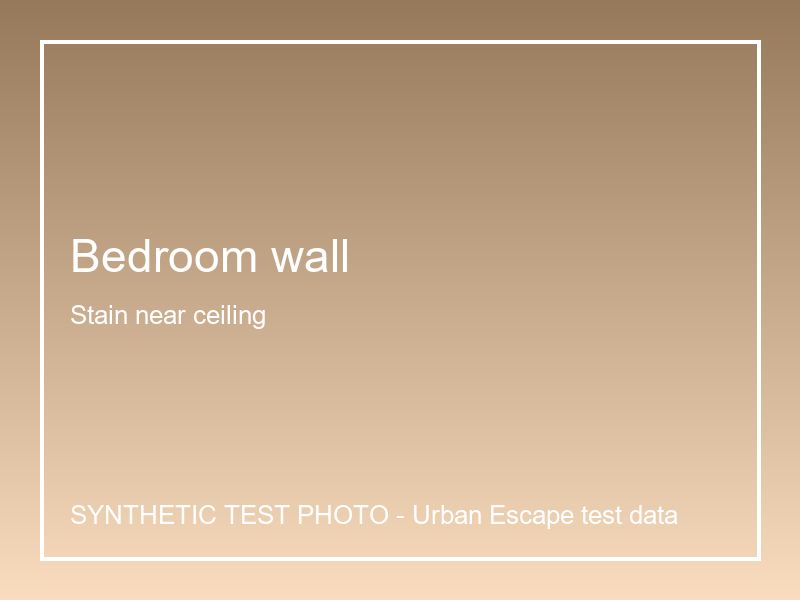 Bedroom wall
Stain near ceiling
SYNTHETIC TEST PHOTO - Urban Escape test data